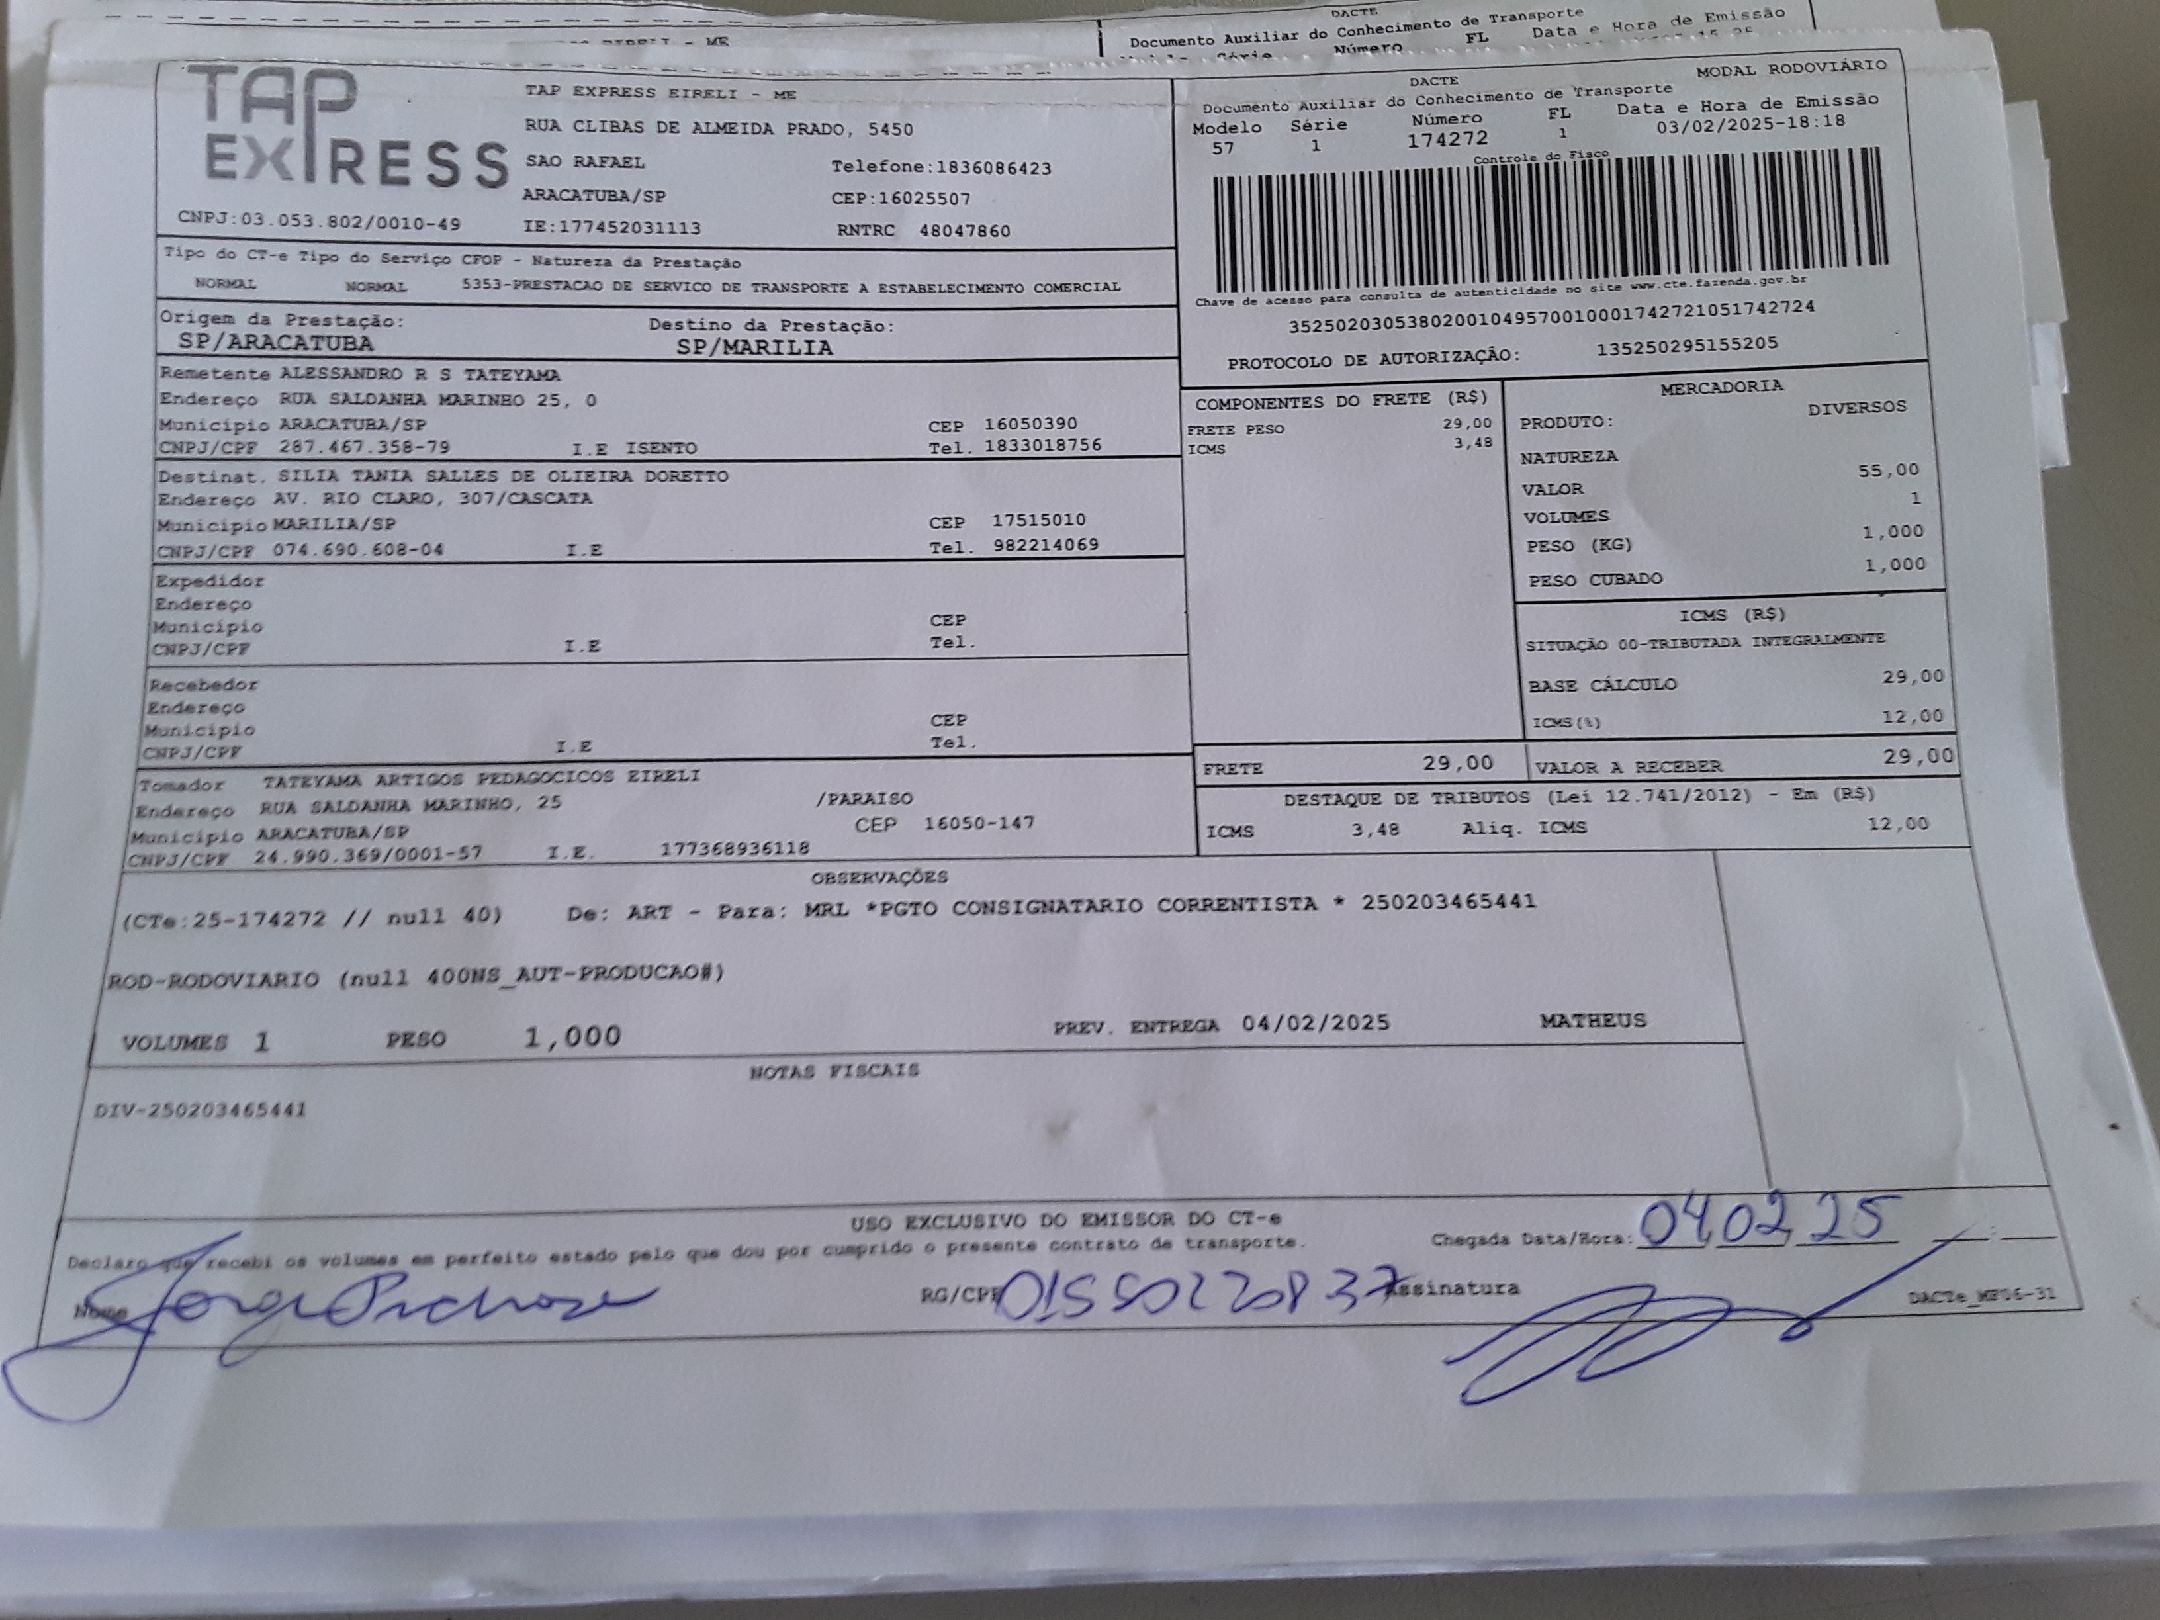 DACTE
Documento Auxiliar do Conhecimento de Transporte
Número FL Data e Hora de Emissão
TAP EXPRESS
TAP EXPRESS EIRELI - ME
RUA CLIBAS DE ALMEIDA PRADO, 5450
SAO RAFAEL Telefone:1836086423
ARACATUBA/SP CEP:16025507
CNPJ:03.053.802/0010-49 IE:177452031113 RNTRC 48047860
DACTE MODAL RODOVIÁRIO
Documento Auxiliar do Conhecimento de Transporte
Modelo Série Número FL Data e Hora de Emissão
57 1 174272 1 03/02/2025-18:18
Controle do Fisco
Chave de acesso para consulta de autenticidade no site www.cte.fazenda.gov.br
35250203053802001049570010001742721051742724
PROTOCOLO DE AUTORIZAÇÃO: 135250295155205
Tipo do CT-e Tipo do Serviço CFOP - Natureza da Prestação
NORMAL NORMAL 5353-PRESTACAO DE SERVICO DE TRANSPORTE A ESTABELECIMENTO COMERCIAL
Origem da Prestação: Destino da Prestação:
SP/ARACATUBA SP/MARILIA
Remetente ALESSANDRO R S TATEYAMA
Endereço RUA SALDANHA MARINHO 25, 0
Município ARACATUBA/SP CEP 16050390
CNPJ/CPF 287.467.358-79 I.E ISENTO Tel. 1833018756
Destinat. SILIA TANIA SALLES DE OLIEIRA DORETTO
Endereço AV. RIO CLARO, 307/CASCATA
Município MARILIA/SP CEP 17515010
CNPJ/CPF 074.690.608-04 I.E Tel. 982214069
Expedidor
Endereço
Município CEP
CNPJ/CPF I.E Tel.
Recebedor
Endereço
Município CEP
CNPJ/CPF I.E Tel.
Tomador TATEYAMA ARTIGOS PEDAGOCICOS EIRELI
Endereço RUA SALDANHA MARINHO, 25 /PARAISO
Município ARACATUBA/SP CEP 16050-147
CNPJ/CPF 24.990.369/0001-57 I.E. 177368936118
COMPONENTES DO FRETE (R$)
FRETE PESO 29,00
ICMS 3,48
MERCADORIA
PRODUTO: DIVERSOS
NATUREZA
VALOR 55,00
VOLUMES 1
PESO (KG) 1,000
PESO CUBADO 1,000
ICMS (R$)
SITUAÇÃO 00-TRIBUTADA INTEGRALMENTE
BASE CÁLCULO 29,00
ICMS(%) 12,00
FRETE 29,00 VALOR A RECEBER 29,00
DESTAQUE DE TRIBUTOS (Lei 12.741/2012) - Em (R$)
ICMS 3,48 Aliq. ICMS 12,00
OBSERVAÇÕES
(CTe:25-174272 // null 40) De: ART - Para: MRL *PGTO CONSIGNATARIO CORRENTISTA * 250203465441
ROD-RODOVIARIO (null 400NS_AUT-PRODUCAO#)
VOLUMES 1 PESO 1,000 PREV. ENTREGA 04/02/2025 MATHEUS
NOTAS FISCAIS
DIV-250203465441
USO EXCLUSIVO DO EMISSOR DO CT-e
Declaro que recebi os volumes em perfeito estado pelo que dou por cumprido o presente contrato de transporte. Chegada Data/Hora: 04 02 25
Nome Jorge RG/CPF 01550220837 Assinatura
DACTe_MF06-31